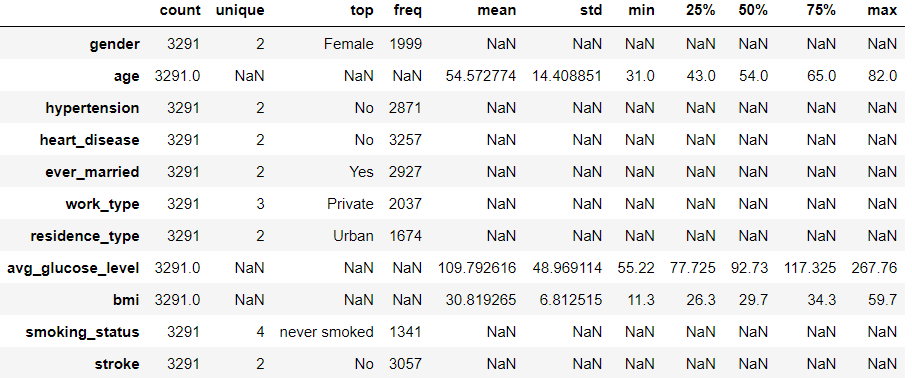 count unique top freq mean std min 25% 50% 75% max
gender 3291 2 Female 1999 NaN NaN NaN NaN NaN NaN NaN
age 3291.0 NaN NaN NaN 54.572774 14.408851 31.0 43.0 54.0 65.0 82.0
hypertension 3291 2 No 2871 NaN NaN NaN NaN NaN NaN NaN
heart_disease 3291 2 No 3257 NaN NaN NaN NaN NaN NaN NaN
ever_married 3291 2 Yes 2927 NaN NaN NaN NaN NaN NaN NaN
work_type 3291 3 Private 2037 NaN NaN NaN NaN NaN NaN NaN
residence_type 3291 2 Urban 1674 NaN NaN NaN NaN NaN NaN NaN
avg_glucose_level 3291.0 NaN NaN NaN 109.792616 48.969114 55.22 77.725 92.73 117.325 267.76
bmi 3291.0 NaN NaN NaN 30.819265 6.812515 11.3 26.3 29.7 34.3 59.7
smoking_status 3291 4 never smoked 1341 NaN NaN NaN NaN NaN NaN NaN
stroke 3291 2 No 3057 NaN NaN NaN NaN NaN NaN NaN